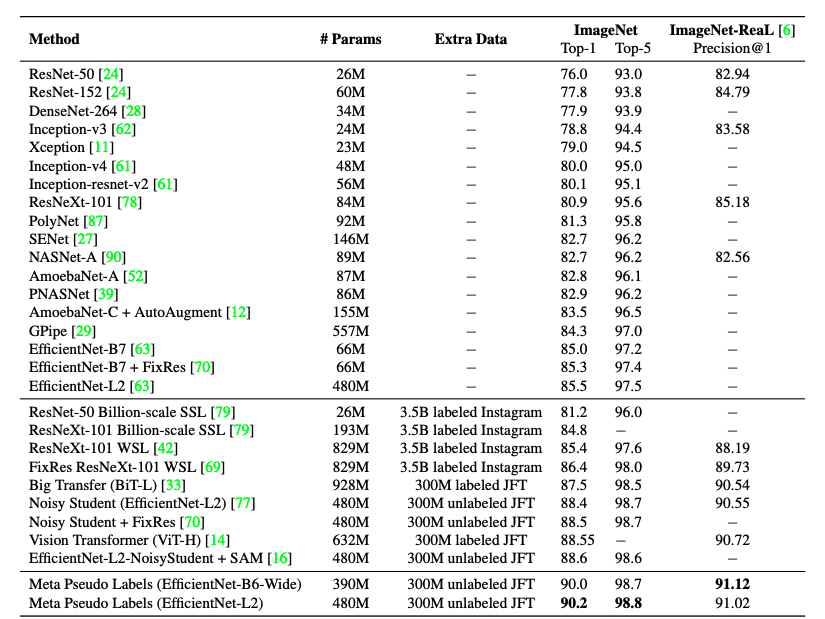 Method # Params Extra Data ImageNet ImageNet-ReaL [6]
Top-1 Top-5 Precision@1
ResNet-50 [24] 26M – 76.0 93.0 82.94
ResNet-152 [24] 60M – 77.8 93.8 84.79
DenseNet-264 [28] 34M – 77.9 93.9 –
Inception-v3 [62] 24M – 78.8 94.4 83.58
Xception [11] 23M – 79.0 94.5 –
Inception-v4 [61] 48M – 80.0 95.0 –
Inception-resnet-v2 [61] 56M – 80.1 95.1 –
ResNeXt-101 [78] 84M – 80.9 95.6 85.18
PolyNet [87] 92M – 81.3 95.8 –
SENet [27] 146M – 82.7 96.2 –
NASNet-A [90] 89M – 82.7 96.2 82.56
AmoebaNet-A [52] 87M – 82.8 96.1 –
PNASNet [39] 86M – 82.9 96.2 –
AmoebaNet-C + AutoAugment [12] 155M – 83.5 96.5 –
GPipe [29] 557M – 84.3 97.0 –
EfficientNet-B7 [63] 66M – 85.0 97.2 –
EfficientNet-B7 + FixRes [70] 66M – 85.3 97.4 –
EfficientNet-L2 [63] 480M – 85.5 97.5 –
ResNet-50 Billion-scale SSL [79] 26M 3.5B labeled Instagram 81.2 96.0 –
ResNeXt-101 Billion-scale SSL [79] 193M 3.5B labeled Instagram 84.8 – –
ResNeXt-101 WSL [42] 829M 3.5B labeled Instagram 85.4 97.6 88.19
FixRes ResNeXt-101 WSL [69] 829M 3.5B labeled Instagram 86.4 98.0 89.73
Big Transfer (BiT-L) [33] 928M 300M labeled JFT 87.5 98.5 90.54
Noisy Student (EfficientNet-L2) [77] 480M 300M unlabeled JFT 88.4 98.7 90.55
Noisy Student + FixRes [70] 480M 300M unlabeled JFT 88.5 98.7 –
Vision Transformer (ViT-H) [14] 632M 300M labeled JFT 88.55 – 90.72
EfficientNet-L2-NoisyStudent + SAM [16] 480M 300M unlabeled JFT 88.6 98.6 –
Meta Pseudo Labels (EfficientNet-B6-Wide) 390M 300M unlabeled JFT 90.0 98.7 91.12
Meta Pseudo Labels (EfficientNet-L2) 480M 300M unlabeled JFT 90.2 98.8 91.02